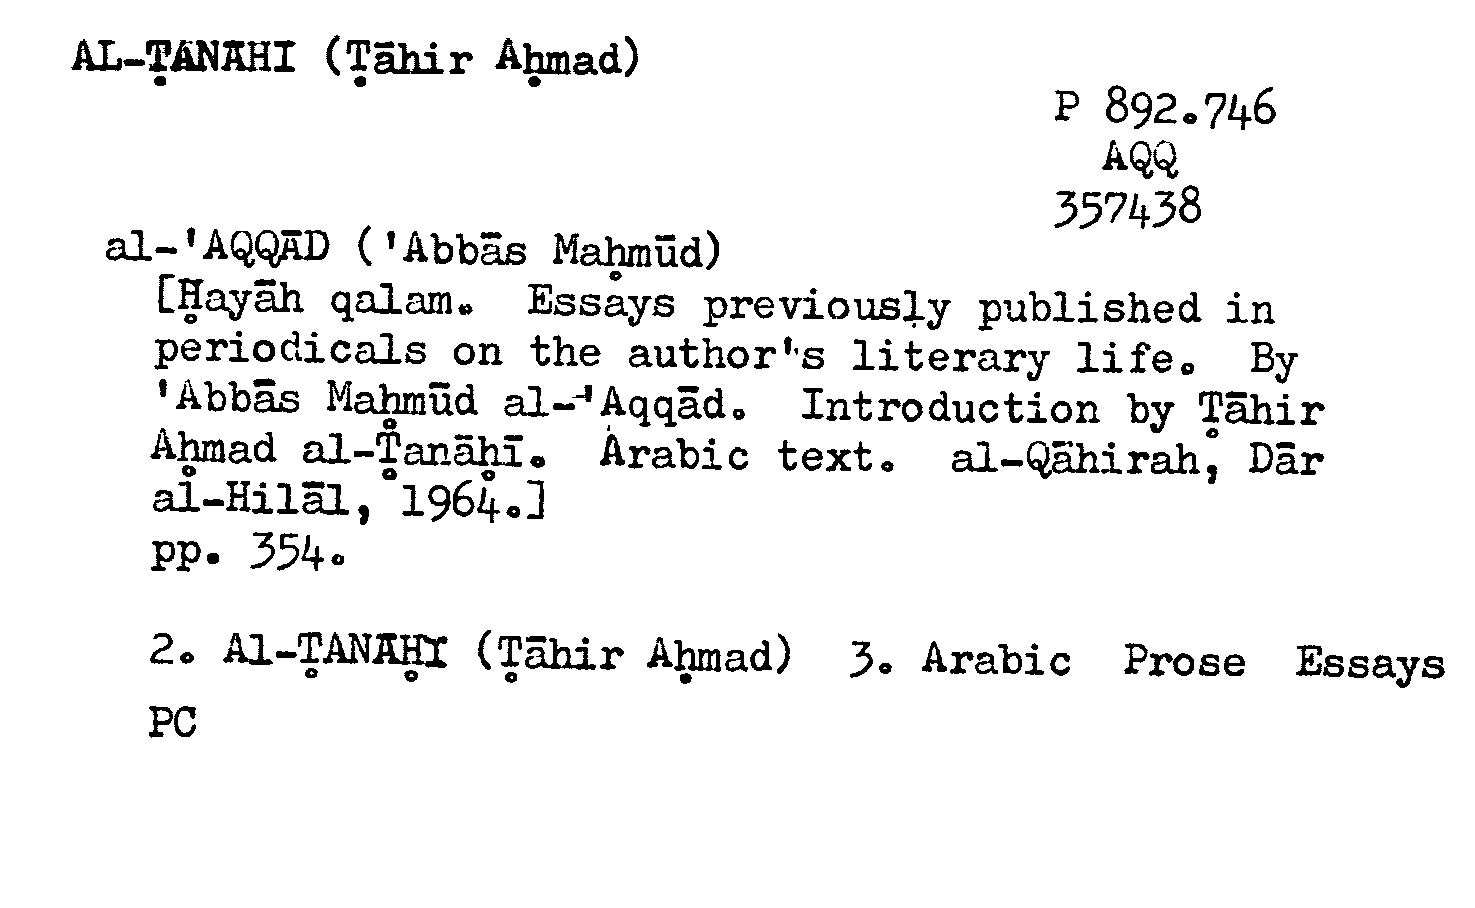 AL-ṬANĀHI (Ṭāhir Aḥmad)
P 892.746
AQQ
357438
al-'AQQĀD ('Abbās Maḥmūd)
[Ḥayāh qalam. Essays previously published in
periodicals on the author's literary life. By
'Abbās Maḥmūd al-'Aqqād. Introduction by Ṭāhir
Aḥmad al-Ṭanāḥī. Arabic text. al-Qāhirah, Dār
al-Hilāl, 1964.]
pp. 354.
2. Al-ṬANĀḤĪ (Ṭāhir Aḥmad) 3. Arabic Prose Essays
PC